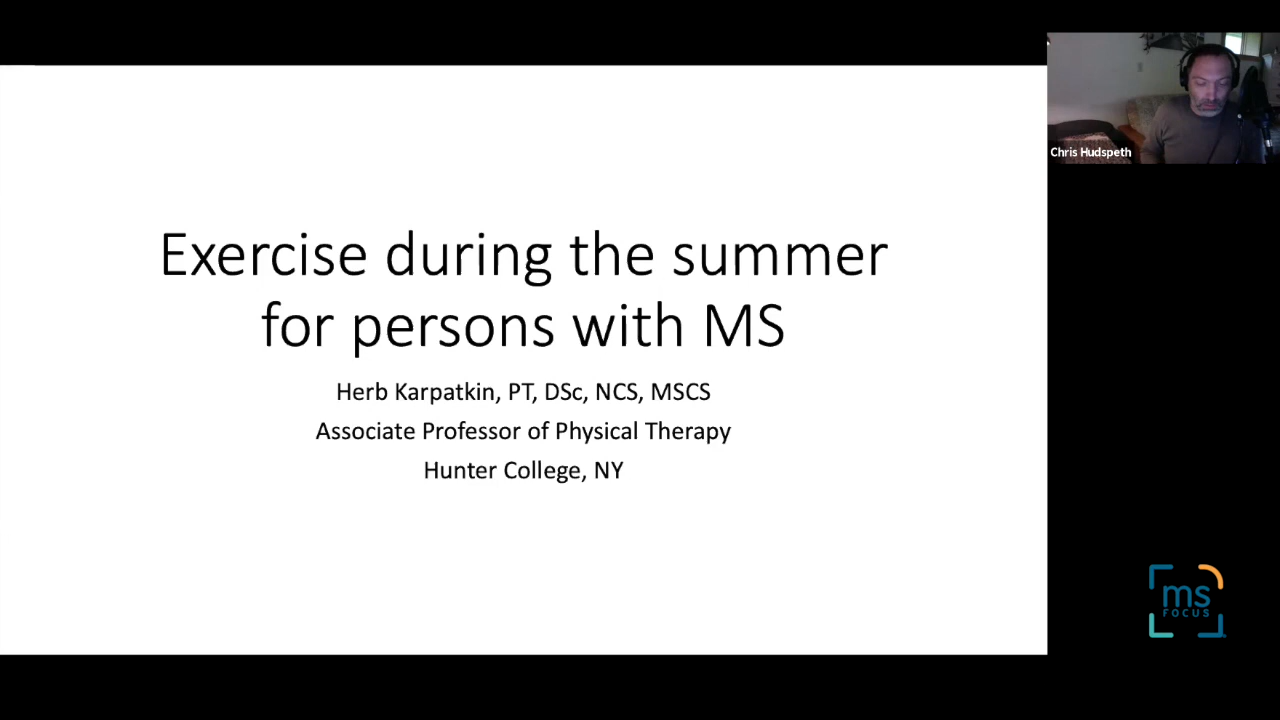 Exercise during the summer
for persons with MS
Herb Karpatkin, PT, DSc, NCS, MSCS
Associate Professor of Physical Therapy
Hunter College, NY
Chris Hudspeth
ms
FOCUS